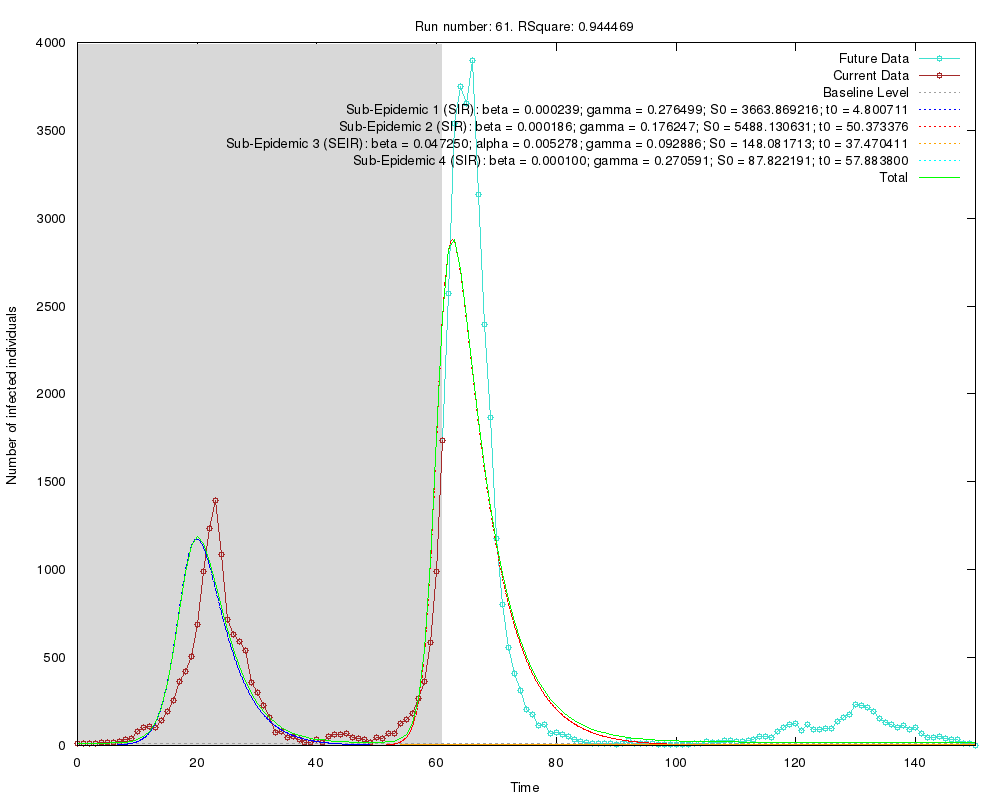 Run number: 61. RSquare: 0.944469
4000
3500
3000
2500
2000
1500
1000
500
0
Number of infected individuals
Future Data
Current Data
Baseline Level
Sub-Epidemic 1 (SIR): beta = 0.000239; gamma = 0.276499; S0 = 3663.869216; t0 = 4.800711
Sub-Epidemic 2 (SIR): beta = 0.000186; gamma = 0.176247; S0 = 5488.130631; t0 = 50.373376
Sub-Epidemic 3 (SEIR): beta = 0.047250; alpha = 0.005278; gamma = 0.092886; S0 = 148.081713; t0 = 37.470411
Sub-Epidemic 4 (SIR): beta = 0.000100; gamma = 0.270591; S0 = 87.822191; t0 = 57.883800
Total
0 20 40 60 80 100 120 140
Time